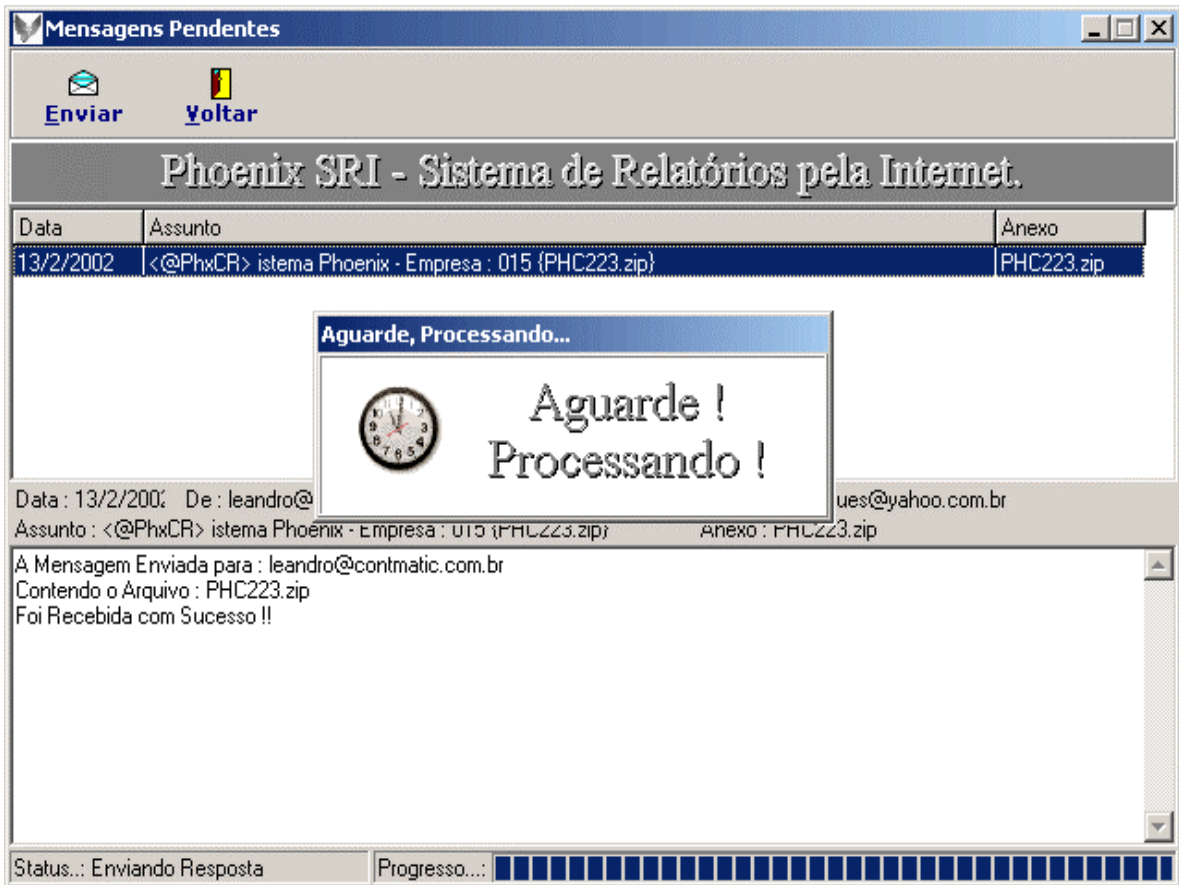 Mensagens Pendentes
Enviar Voltar
Phoenix SRI - Sistema de Relatórios pela Internet.
Data Assunto Anexo
13/2/2002 <@PhxCR> istema Phoenix - Empresa : 015 {PHC223.zip} PHC223.zip
Aguarde, Processando...
Aguarde !
Processando !
Data : 13/2/2002 De : leandro@ ues@yahoo.com.br
Assunto : <@PhxCR> istema Phoenix - Empresa : 015 {PHC223.zip} Anexo : PHC223.zip
A Mensagem Enviada para : leandro@contmatic.com.br
Contendo o Arquivo : PHC223.zip
Foi Recebida com Sucesso !!
Status..: Enviando Resposta Progresso...: